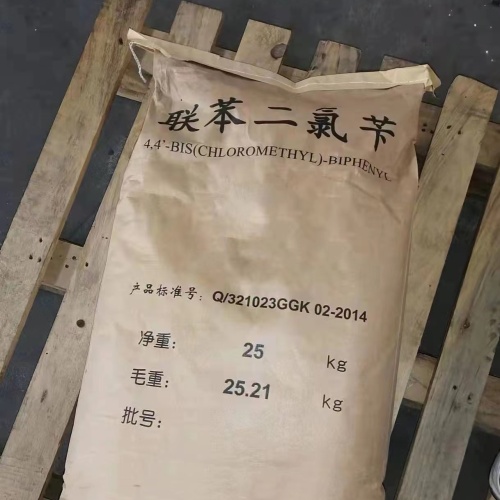 联苯二氯苄
4,4'-BIS(CHLOROMETHYL)-BIPHENYL
产品标准号: Q/321023GGK 02-2014
净重: 25 kg
毛重: 25.21 kg
批号: